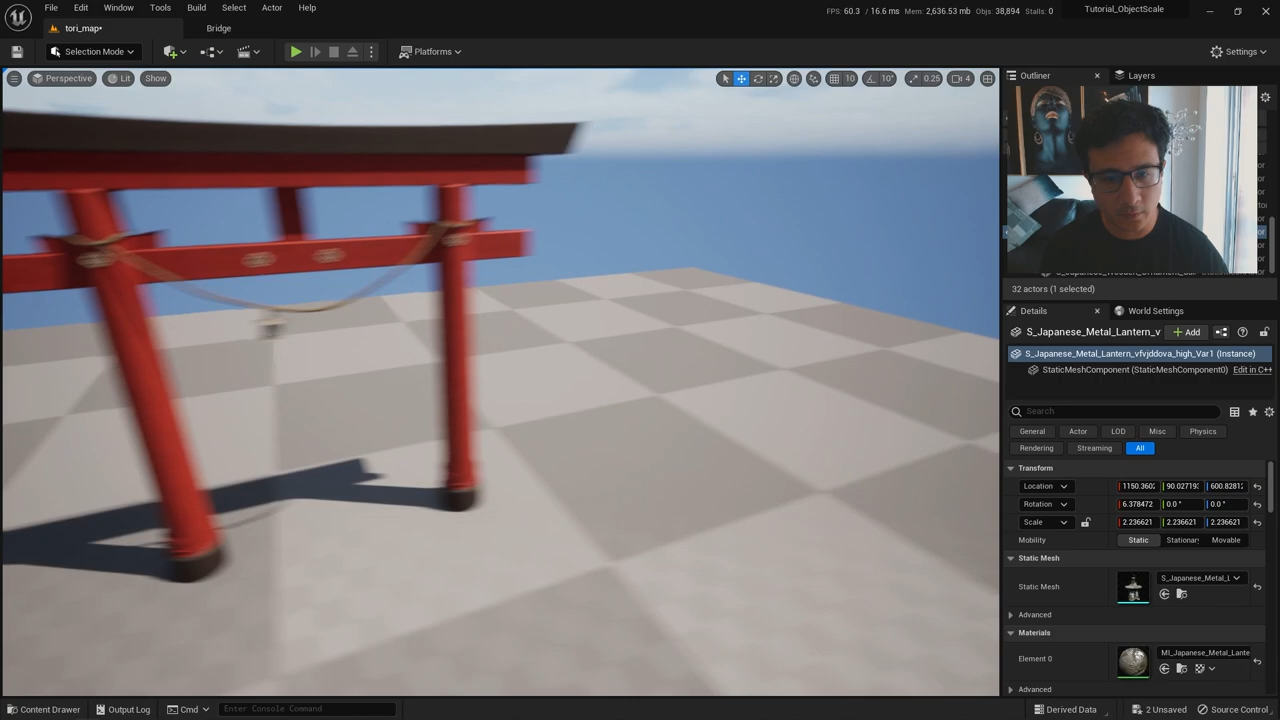 File Edit Window Tools Build Select Actor Help
FPS: 60.3 / 16.6 ms Mem: 2,636.53 mb Objs: 38,894 Stalls: 0
Tutorial_ObjectScale
tori_map•
Bridge
Selection Mode
Platforms
Settings
Perspective
Lit
Show
10
10°
0.25
4
Outliner
Layers
32 actors (1 selected)
Details
World Settings
S_Japanese_Metal_Lantern_v
Add
S_Japanese_Metal_Lantern_vfvjddova_high_Var1 (Instance)
StaticMeshComponent (StaticMeshComponent0) Edit in C++
Search
General Actor LOD Misc Physics
Rendering Streaming All
Transform
Location 1150.3602 90.027193 600.82812
Rotation 6.378472 0.0 ° 0.0 °
Scale 2.236621 2.236621 2.236621
Mobility Static Stationary Movable
Static Mesh
Static Mesh S_Japanese_Metal_L
Advanced
Materials
Element 0 MI_Japanese_Metal_Lante
Advanced
Content Drawer
Output Log
Cmd
Enter Console Command
Derived Data
2 Unsaved
Source Control